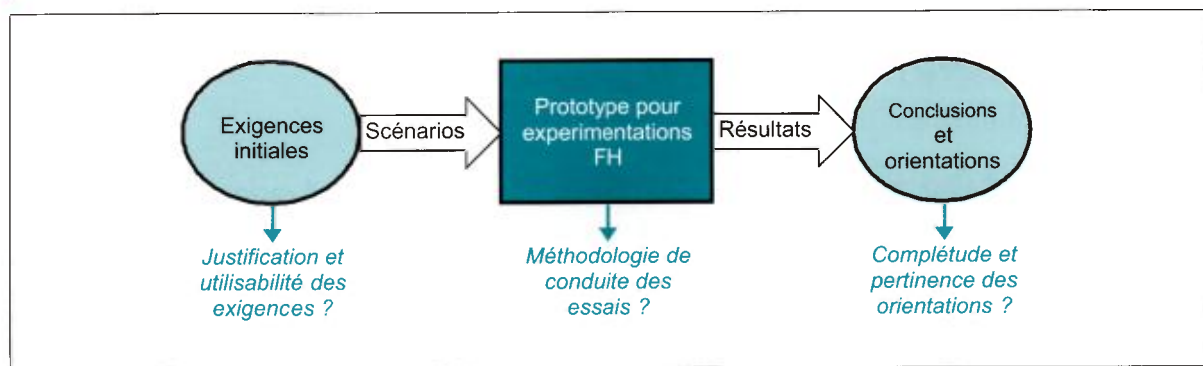 Exigences
initiales
Scénarios
Prototype pour
experimentations
FH
Résultats
Conclusions
et
orientations
Justification et
utilisabilité des
exigences ?
Méthodologie de
conduite des
essais ?
Complétude et
pertinence des
orientations ?